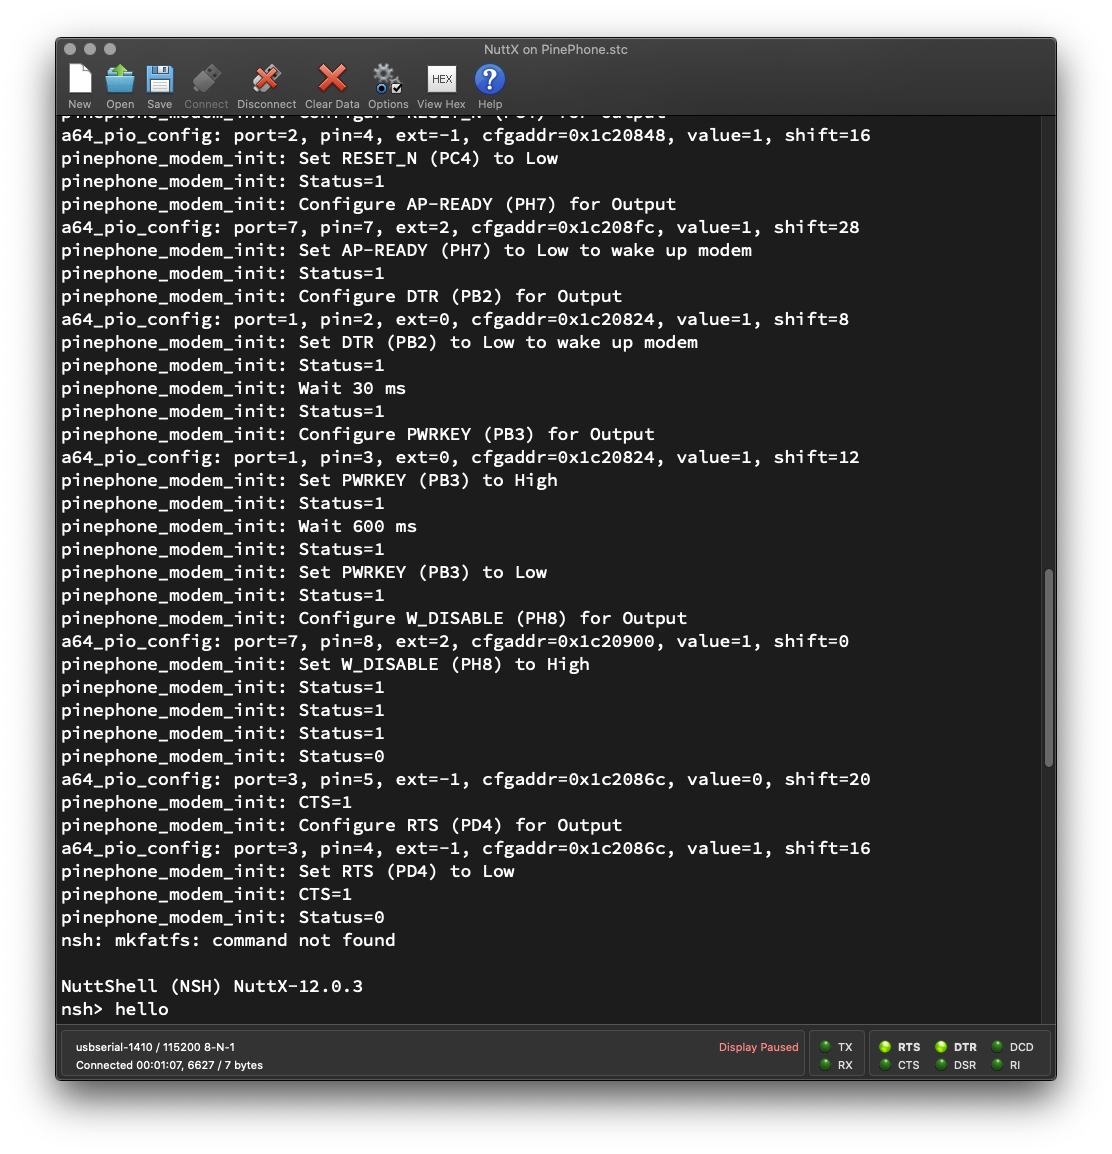 NuttX on PinePhone.stc
New Open Save Connect Disconnect Clear Data Options HEX View Hex ? Help
pinephone_modem_init: Configure RESET_N (PC4) for Output
a64_pio_config: port=2, pin=4, ext=-1, cfgaddr=0x1c20848, value=1, shift=16
pinephone_modem_init: Set RESET_N (PC4) to Low
pinephone_modem_init: Status=1
pinephone_modem_init: Configure AP-READY (PH7) for Output
a64_pio_config: port=7, pin=7, ext=2, cfgaddr=0x1c208fc, value=1, shift=28
pinephone_modem_init: Set AP-READY (PH7) to Low to wake up modem
pinephone_modem_init: Status=1
pinephone_modem_init: Configure DTR (PB2) for Output
a64_pio_config: port=1, pin=2, ext=0, cfgaddr=0x1c20824, value=1, shift=8
pinephone_modem_init: Set DTR (PB2) to Low to wake up modem
pinephone_modem_init: Status=1
pinephone_modem_init: Wait 30 ms
pinephone_modem_init: Status=1
pinephone_modem_init: Configure PWRKEY (PB3) for Output
a64_pio_config: port=1, pin=3, ext=0, cfgaddr=0x1c20824, value=1, shift=12
pinephone_modem_init: Set PWRKEY (PB3) to High
pinephone_modem_init: Status=1
pinephone_modem_init: Wait 600 ms
pinephone_modem_init: Status=1
pinephone_modem_init: Set PWRKEY (PB3) to Low
pinephone_modem_init: Status=1
pinephone_modem_init: Configure W_DISABLE (PH8) for Output
a64_pio_config: port=7, pin=8, ext=2, cfgaddr=0x1c20900, value=1, shift=0
pinephone_modem_init: Set W_DISABLE (PH8) to High
pinephone_modem_init: Status=1
pinephone_modem_init: Status=1
pinephone_modem_init: Status=1
pinephone_modem_init: Status=0
a64_pio_config: port=3, pin=5, ext=-1, cfgaddr=0x1c2086c, value=0, shift=20
pinephone_modem_init: CTS=1
pinephone_modem_init: Configure RTS (PD4) for Output
a64_pio_config: port=3, pin=4, ext=-1, cfgaddr=0x1c2086c, value=1, shift=16
pinephone_modem_init: Set RTS (PD4) to Low
pinephone_modem_init: CTS=1
pinephone_modem_init: Status=0
nsh: mkfatfs: command not found
NuttShell (NSH) NuttX-12.0.3
nsh> hello
usbserial-1410 / 115200 8-N-1 Display Paused TX RTS DTR DCD
Connected 00:01:07, 6627 / 7 bytes RX CTS DSR RI